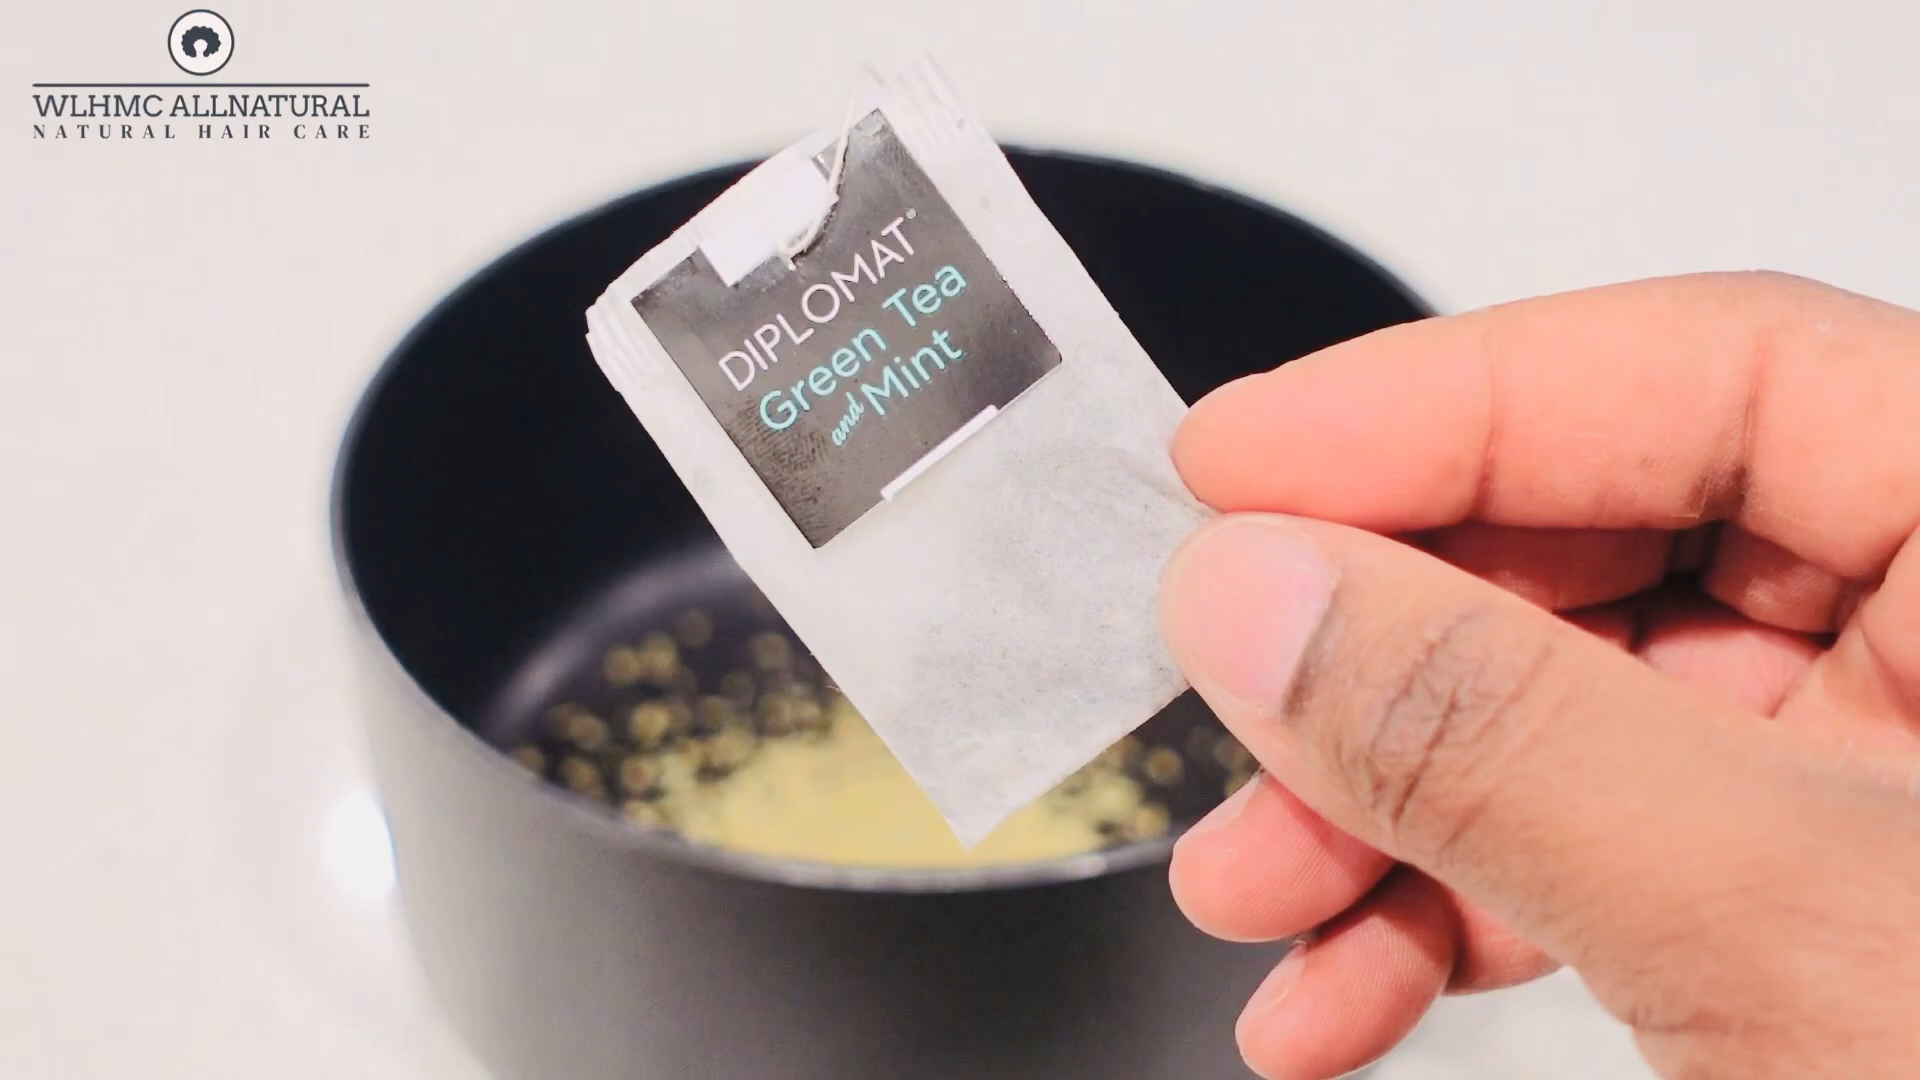 WLHMC ALLNATURAL
NATURAL HAIR CARE
DIPLOMAT®
Green Tea
and Mint